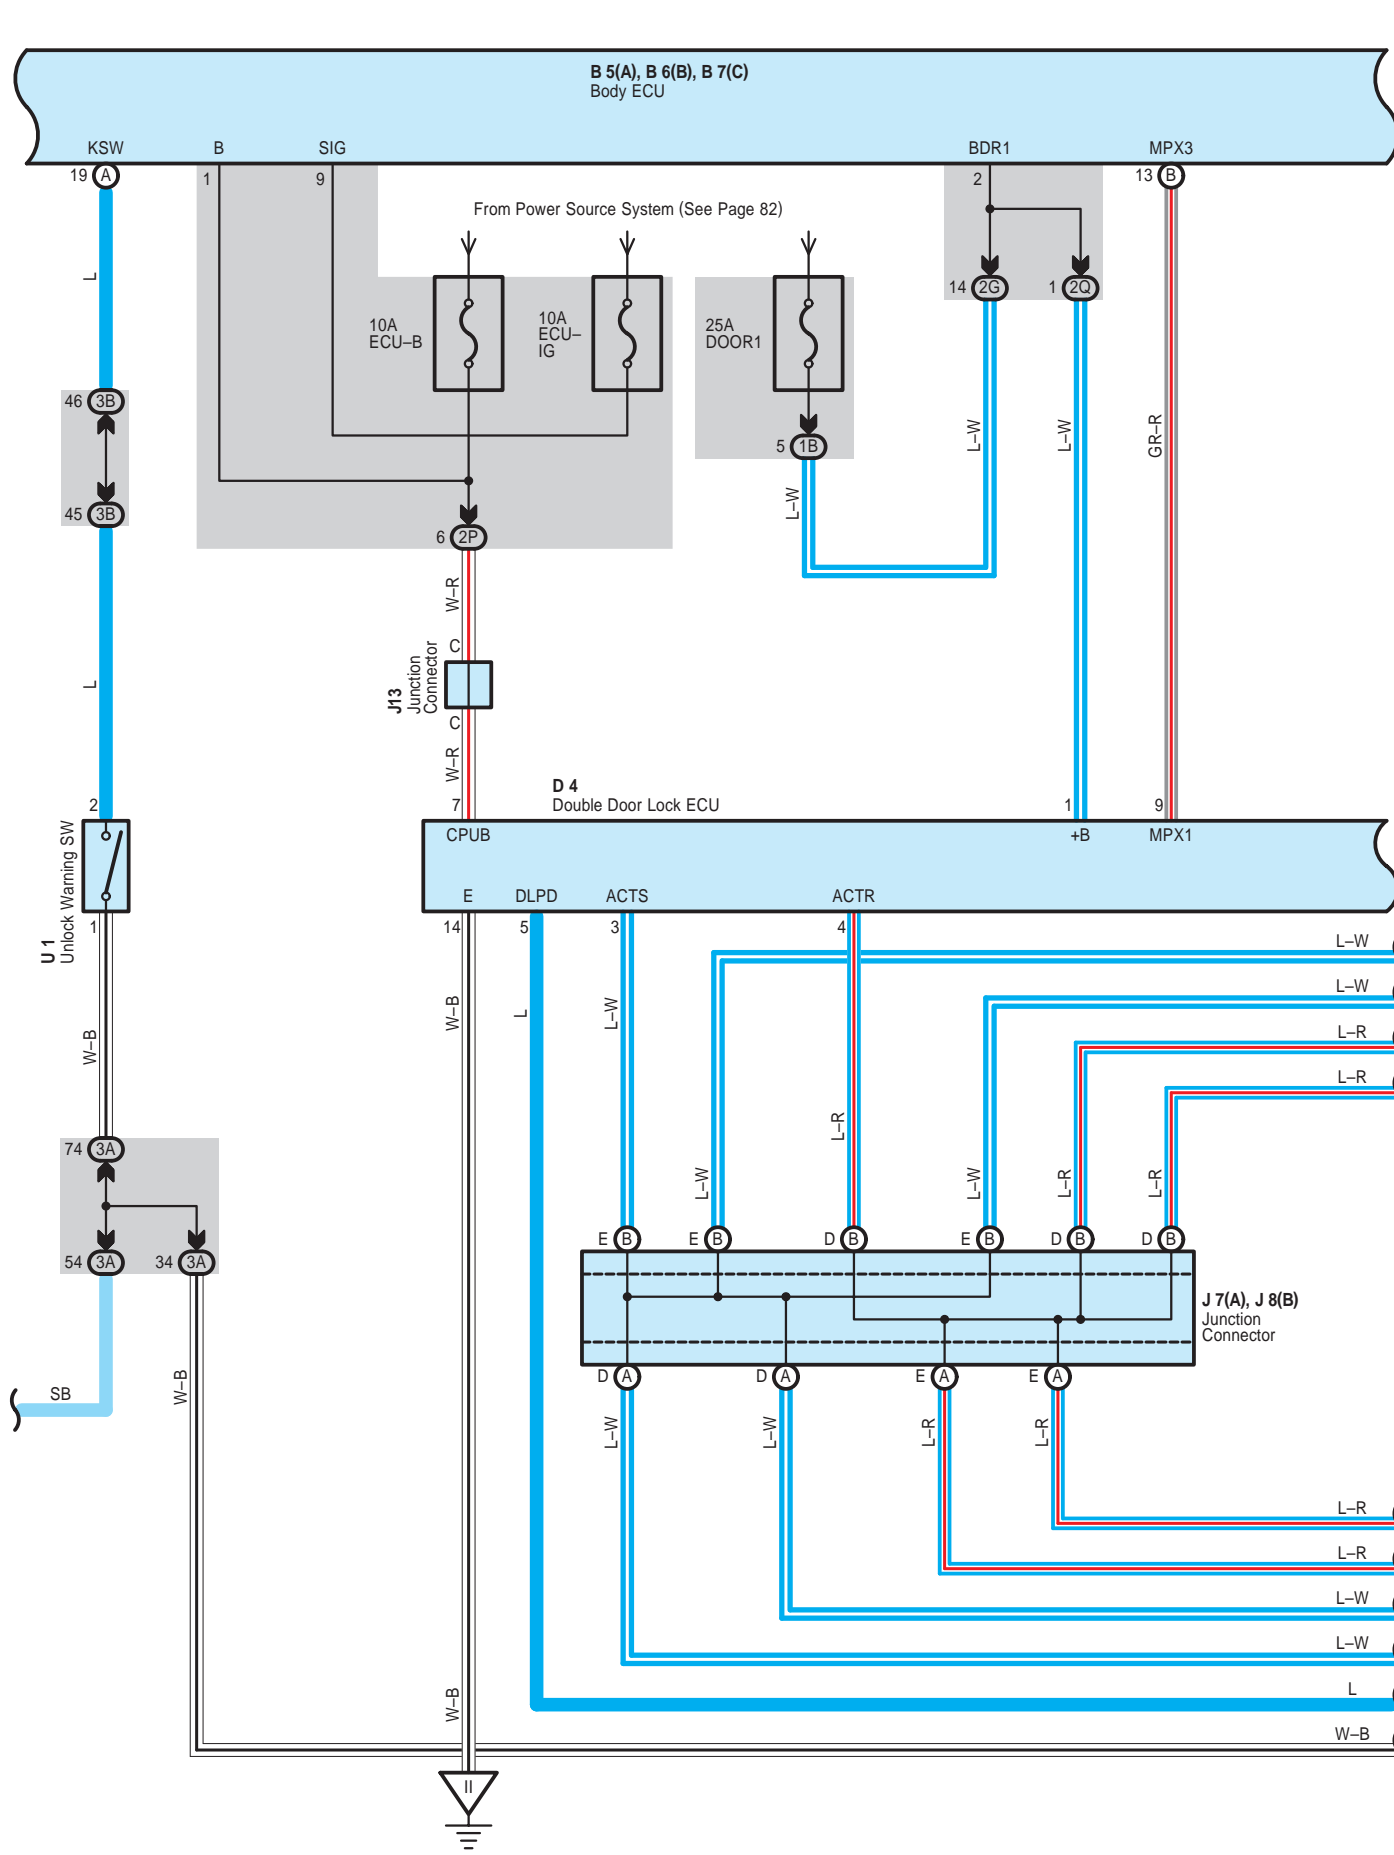 B 5(A), B 6(B), B 7(C)
Body ECU
KSW
B
SIG
BDR1
MPX3
19
A
1
9
2
13
B
From Power Source System (See Page 82)
L
14
2G
1
2Q
10A
ECU–B
10A
ECU–
IG
25A
DOOR1
46
3B
5
1B
L–W
L–W
GR–R
L–W
45
3B
6
2P
W–R
C
J13
Junction
Connector
L
C
W–R
D 4
Double Door Lock ECU
2
7
1
9
CPUB
+B
MPX1
U 1
Unlock Warning SW
E
DLPD
ACTS
ACTR
1
14
5
3
4
L–W
L–W
L–R
L–R
W–B
W–B
L
L–W
L–R
L–W
L–W
L–R
L–R
74
3A
54
3A
34
3A
E
B
E
B
D
B
E
B
D
B
D
B
J 7(A), J 8(B)
Junction
Connector
D
A
D
A
E
A
E
A
SB
W–B
L–W
L–W
L–R
L–R
L–R
L–R
L–W
L–W
L
W–B
W–B
II